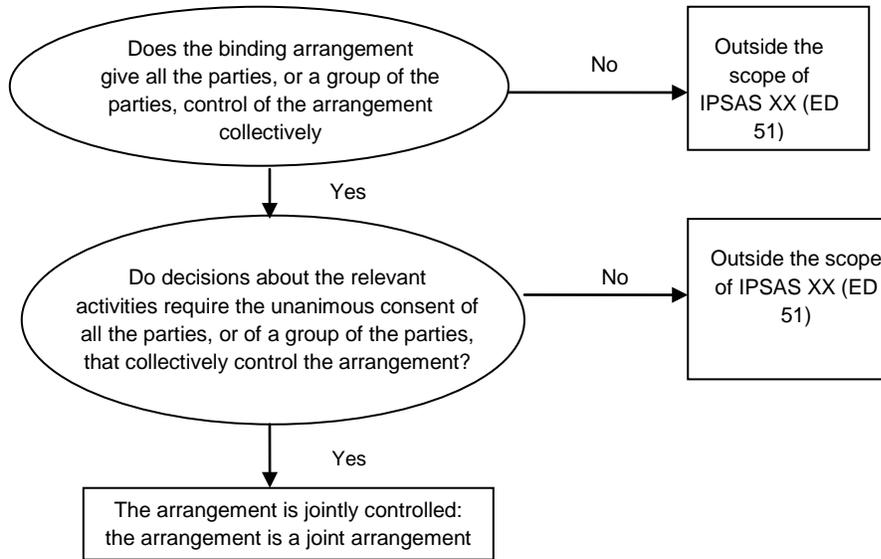 Does the binding arrangement
give all the parties, or a group of the
parties, control of the arrangement
collectively
No
Outside the
scope of
IPSAS XX (ED
51)
Yes
Do decisions about the relevant
activities require the unanimous consent of
all the parties, or of a group of the parties,
that collectively control the arrangement?
No
Outside the scope
of IPSAS XX (ED
51)
Yes
The arrangement is jointly controlled:
the arrangement is a joint arrangement